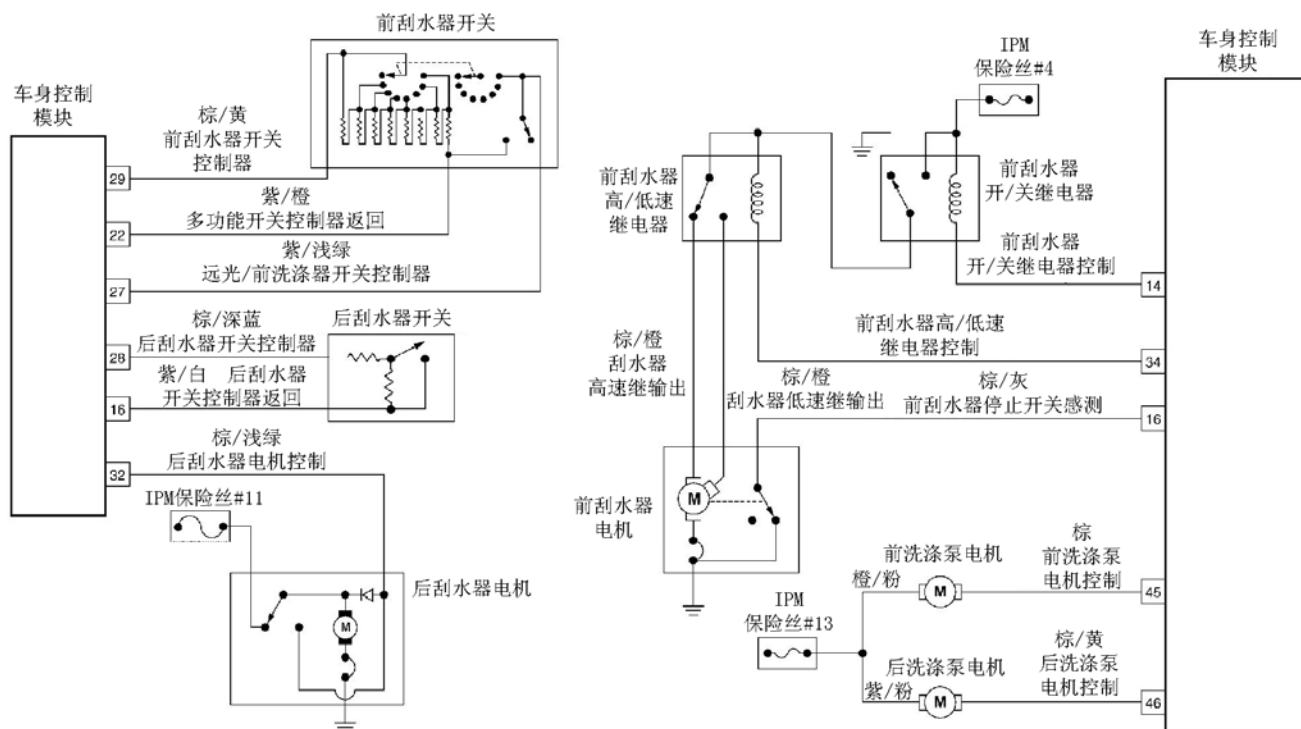 前刮水器开关
车身控制
模块
棕/黄
前刮水器开关
控制器
29
紫/橙
多功能开关控制器返回
22
紫/浅绿
远光/前洗涤器开关控制器
27
棕/深蓝
后刮水器开关控制器
28
后刮水器开关
紫/白 后刮水器
开关控制器返回
16
棕/浅绿
后刮水器电机控制
32
IPM保险丝#11
后刮水器电机
M
IPM
保险丝#4
车身控制
模块
前刮水器
高/低速
继电器
前刮水器
开/关继电器
前刮水器
开/关继电器控制
14
前刮水器高/低速
继电器控制
34
棕/橙
刮水器
高速继输出
棕/橙
刮水器低速继输出
棕/灰
前刮水器停止开关感测
16
前刮水器
电机
M
IPM
保险丝#13
前洗涤泵电机
橙/粉
M
棕
前洗涤泵
电机控制
45
后洗涤泵电机
紫/粉
M
棕/黄
后洗涤泵
电机控制
46